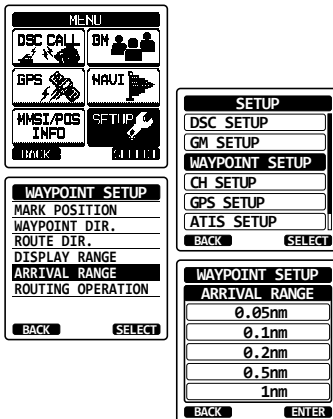 MENU
DSC CALL GM
GPS NAVI
MMSI/POS SETUP
INFO
BACK
SETUP
DSC SETUP
GM SETUP
WAYPOINT SETUP
CH SETUP
GPS SETUP
ATIS SETUP
BACK SELECT
WAYPOINT SETUP
MARK POSITION
WAYPOINT DIR.
ROUTE DIR.
DISPLAY RANGE
ARRIVAL RANGE
ROUTING OPERATION
BACK SELECT
WAYPOINT SETUP
ARRIVAL RANGE
0.05nm
0.1nm
0.2nm
0.5nm
1nm
BACK ENTER